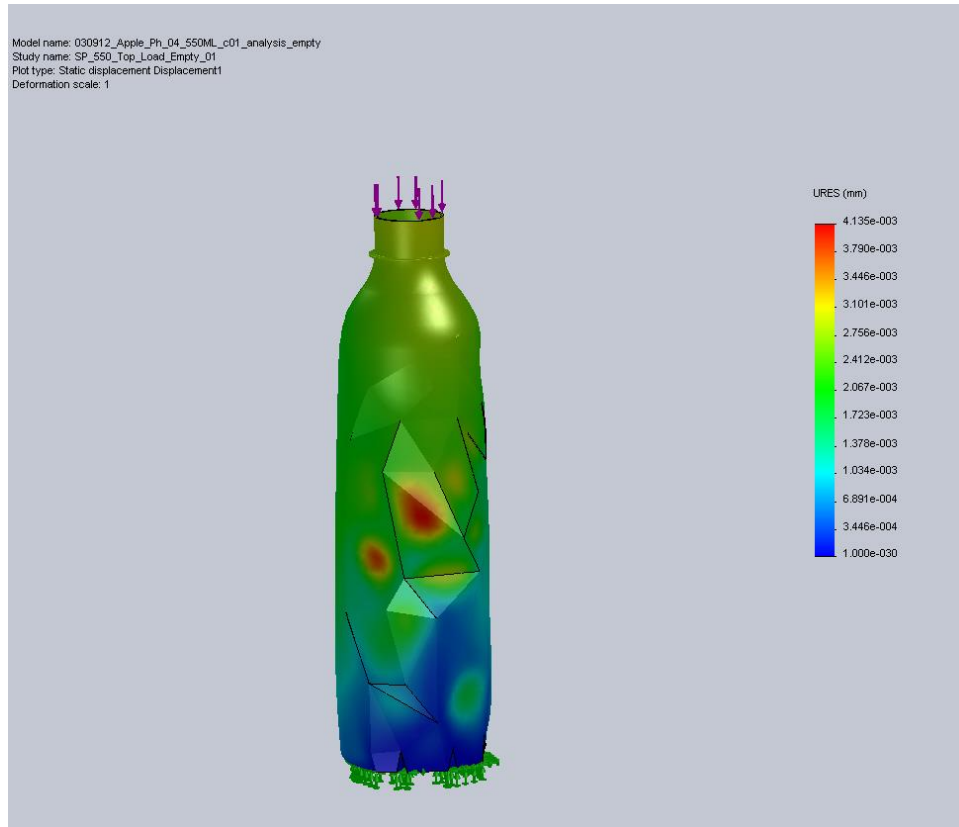 Model name: 030912_Apple_Ph_04_550ML_c01_analysis_empty
Study name: SP_550_Top_Load_Empty_01
Plot type: Static displacement Displacement1
Deformation scale: 1
URES (mm)
4.135e-003
3.790e-003
3.446e-003
3.101e-003
2.756e-003
2.412e-003
2.067e-003
1.723e-003
1.378e-003
1.034e-003
6.891e-004
3.446e-004
1.000e-030